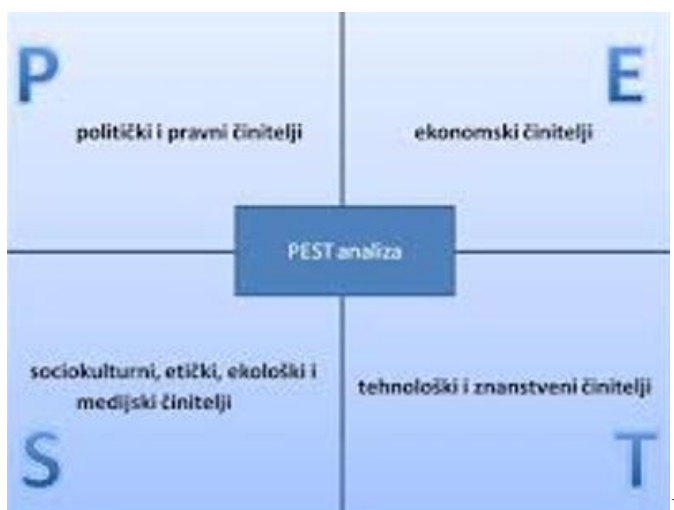 P
E
politički i pravni činitelji
ekonomski činitelji
PEST analiza
sociokulturni, etički, ekološki i
medijski činitelji
tehnološki i znanstveni činitelji
S
T